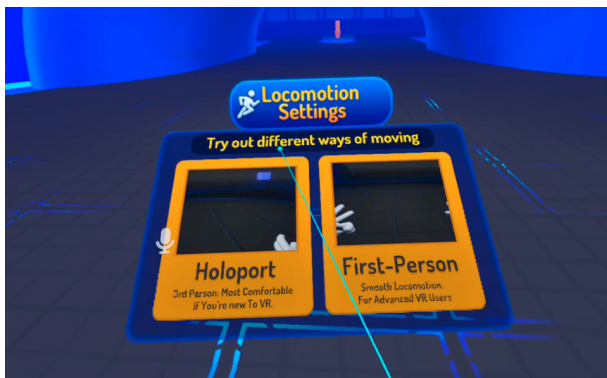 Locomotion
Settings
Try out different ways of moving
Holoport
3rd Person: Most Comfortable
if You're new To VR.
First-Person
Smooth Locomotion:
For Advanced VR Users